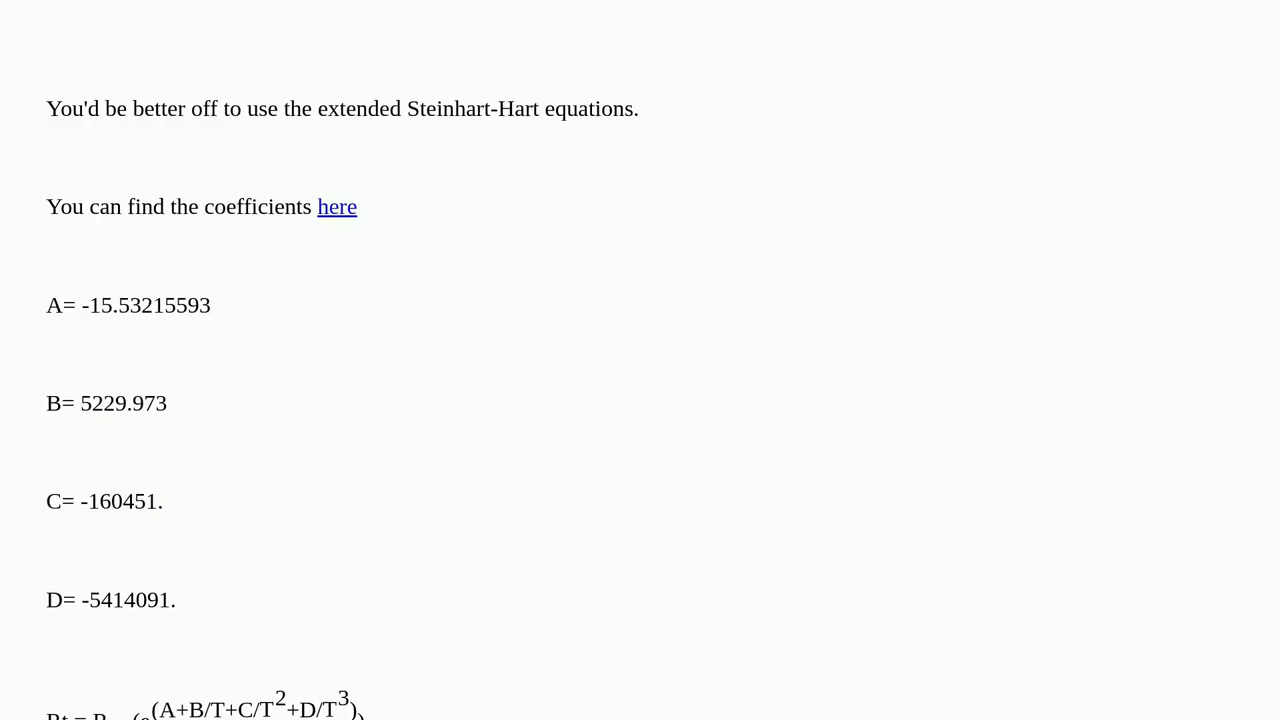 You'd be better off to use the extended Steinhart-Hart equations.
You can find the coefficients here
A= -15.53215593
B= 5229.973
C= -160451.
D= -5414091.
(A+B/T+C/T2+D/T3)